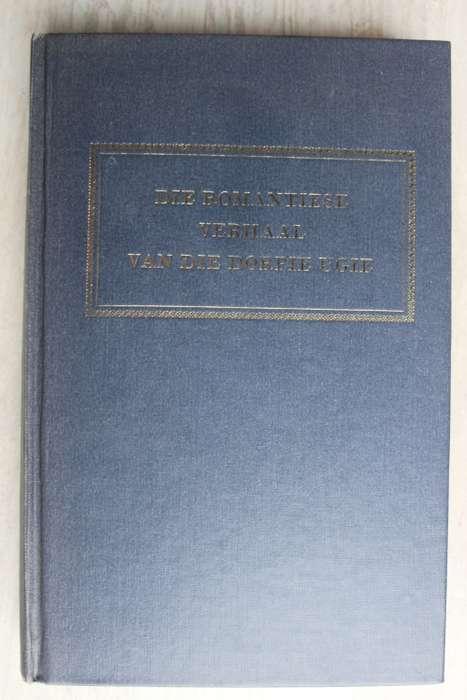 DIE ROMANTIESE
VERHAAL
VAN DIE DORPIE UGIE